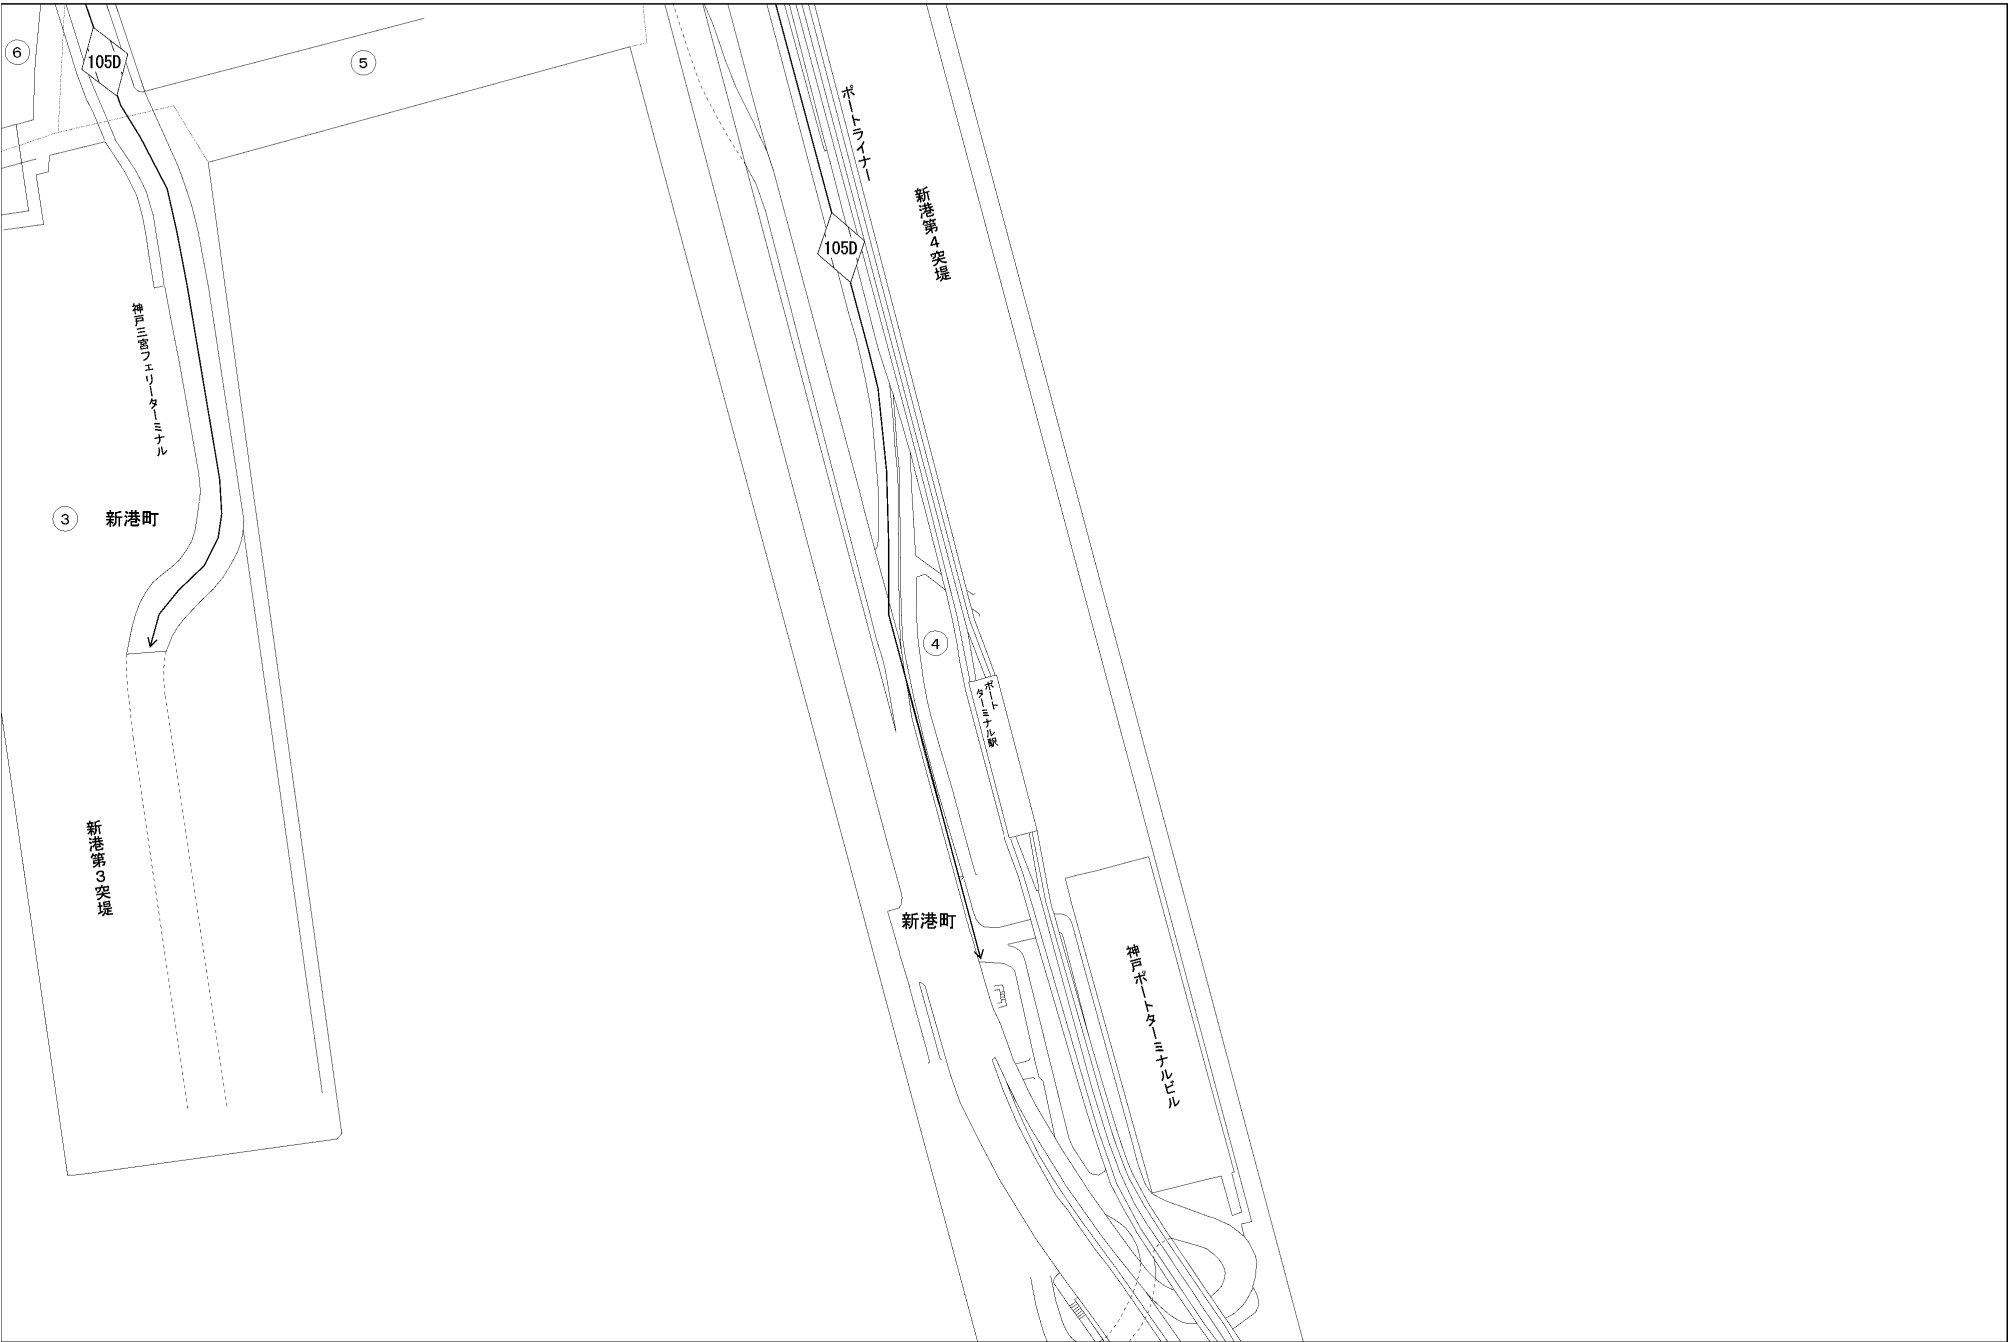 6
105D
5
ポートライナー
新港第4突堤
105D
神戸三宮フェリーターミナル
3
新港町
4
ポート
ターミナル駅
新港第3突堤
新港町
神戸ポートターミナルビル